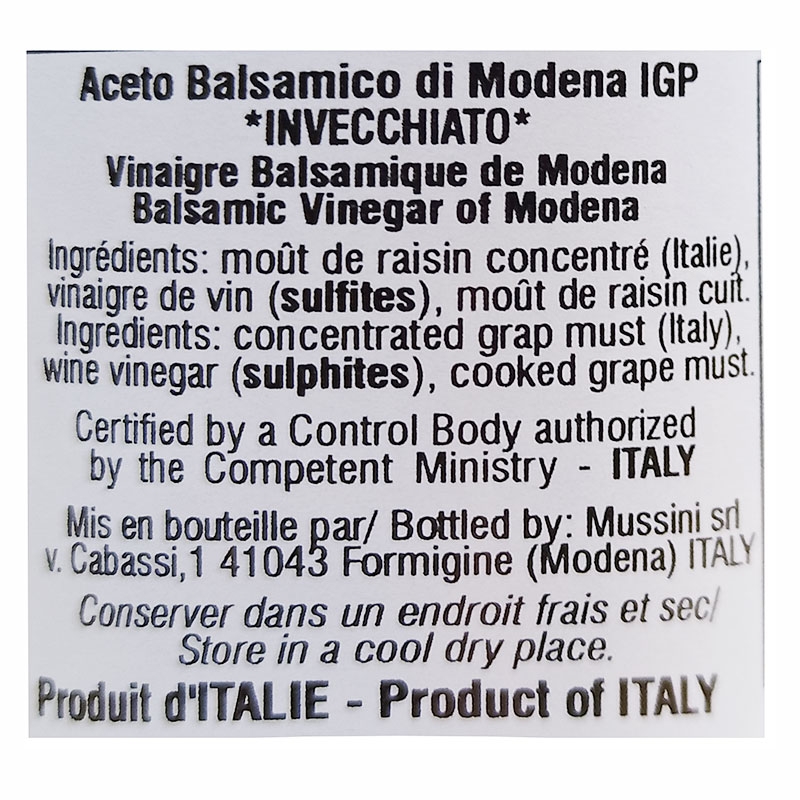 Aceto Balsamico di Modena IGP
*INVECCHIATO*
Vinaigre Balsamique de Modena
Balsamic Vinegar of Modena
Ingrédients: moût de raisin concentré (Italie),
vinaigre de vin (sulfites), moût de raisin cuit.
Ingredients: concentrated grap must (Italy),
wine vinegar (sulphites), cooked grape must.
Certified by a Control Body authorized
by the Competent Ministry - ITALY
Mis en bouteille par/ Bottled by: Mussini srl
v. Cabassi,1 41043 Formigine (Modena) ITALY
Conserver dans un endroit frais et sec/
Store in a cool dry place.
Produit d'ITALIE - Product of ITALY